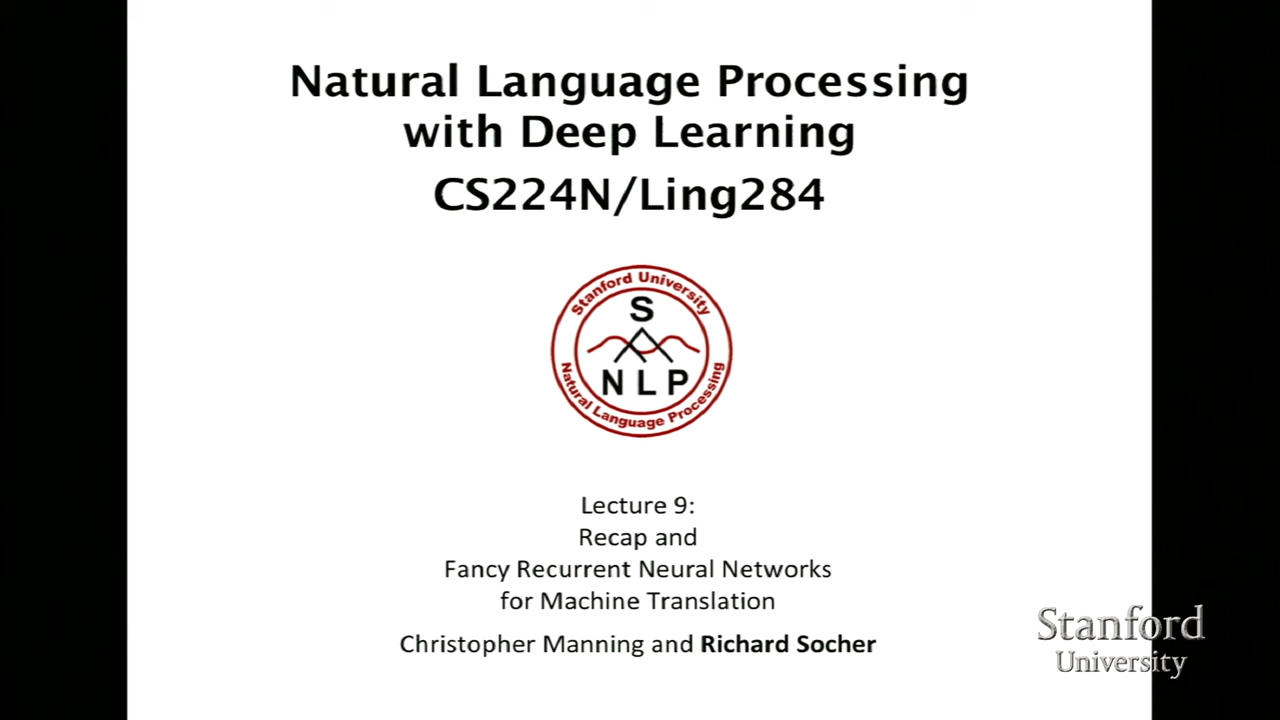 Natural Language Processing
with Deep Learning
CS224N/Ling284
Stanford University
S
NLP
Natural Language Processing
Lecture 9:
Recap and
Fancy Recurrent Neural Networks
for Machine Translation
Christopher Manning and Richard Socher
Stanford
University